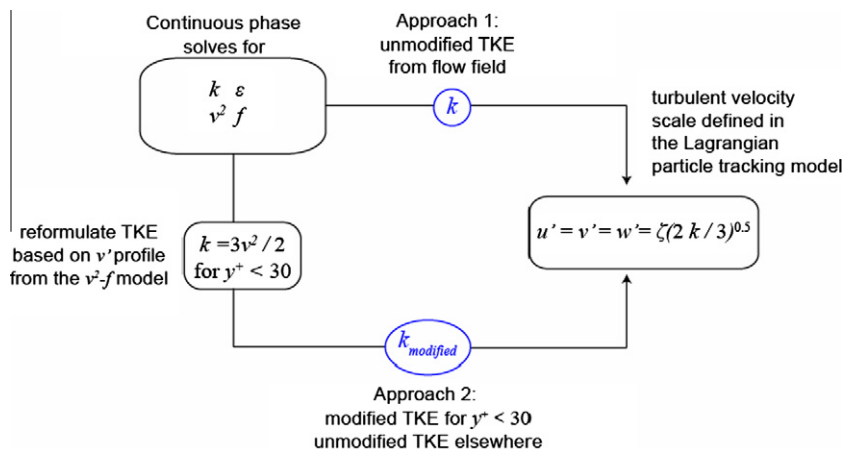 Continuous phase
solves for
k ε
v² f
Approach 1:
unmodified TKE
from flow field
k
turbulent velocity
scale defined in
the Lagrangian
particle tracking model
u' = v' = w' = ζ(2 k / 3)^0.5
reformulate TKE
based on v' profile
from the v²-f model
k =3v² / 2
for y⁺ < 30
k_modified
Approach 2:
modified TKE for y⁺ < 30
unmodified TKE elsewhere